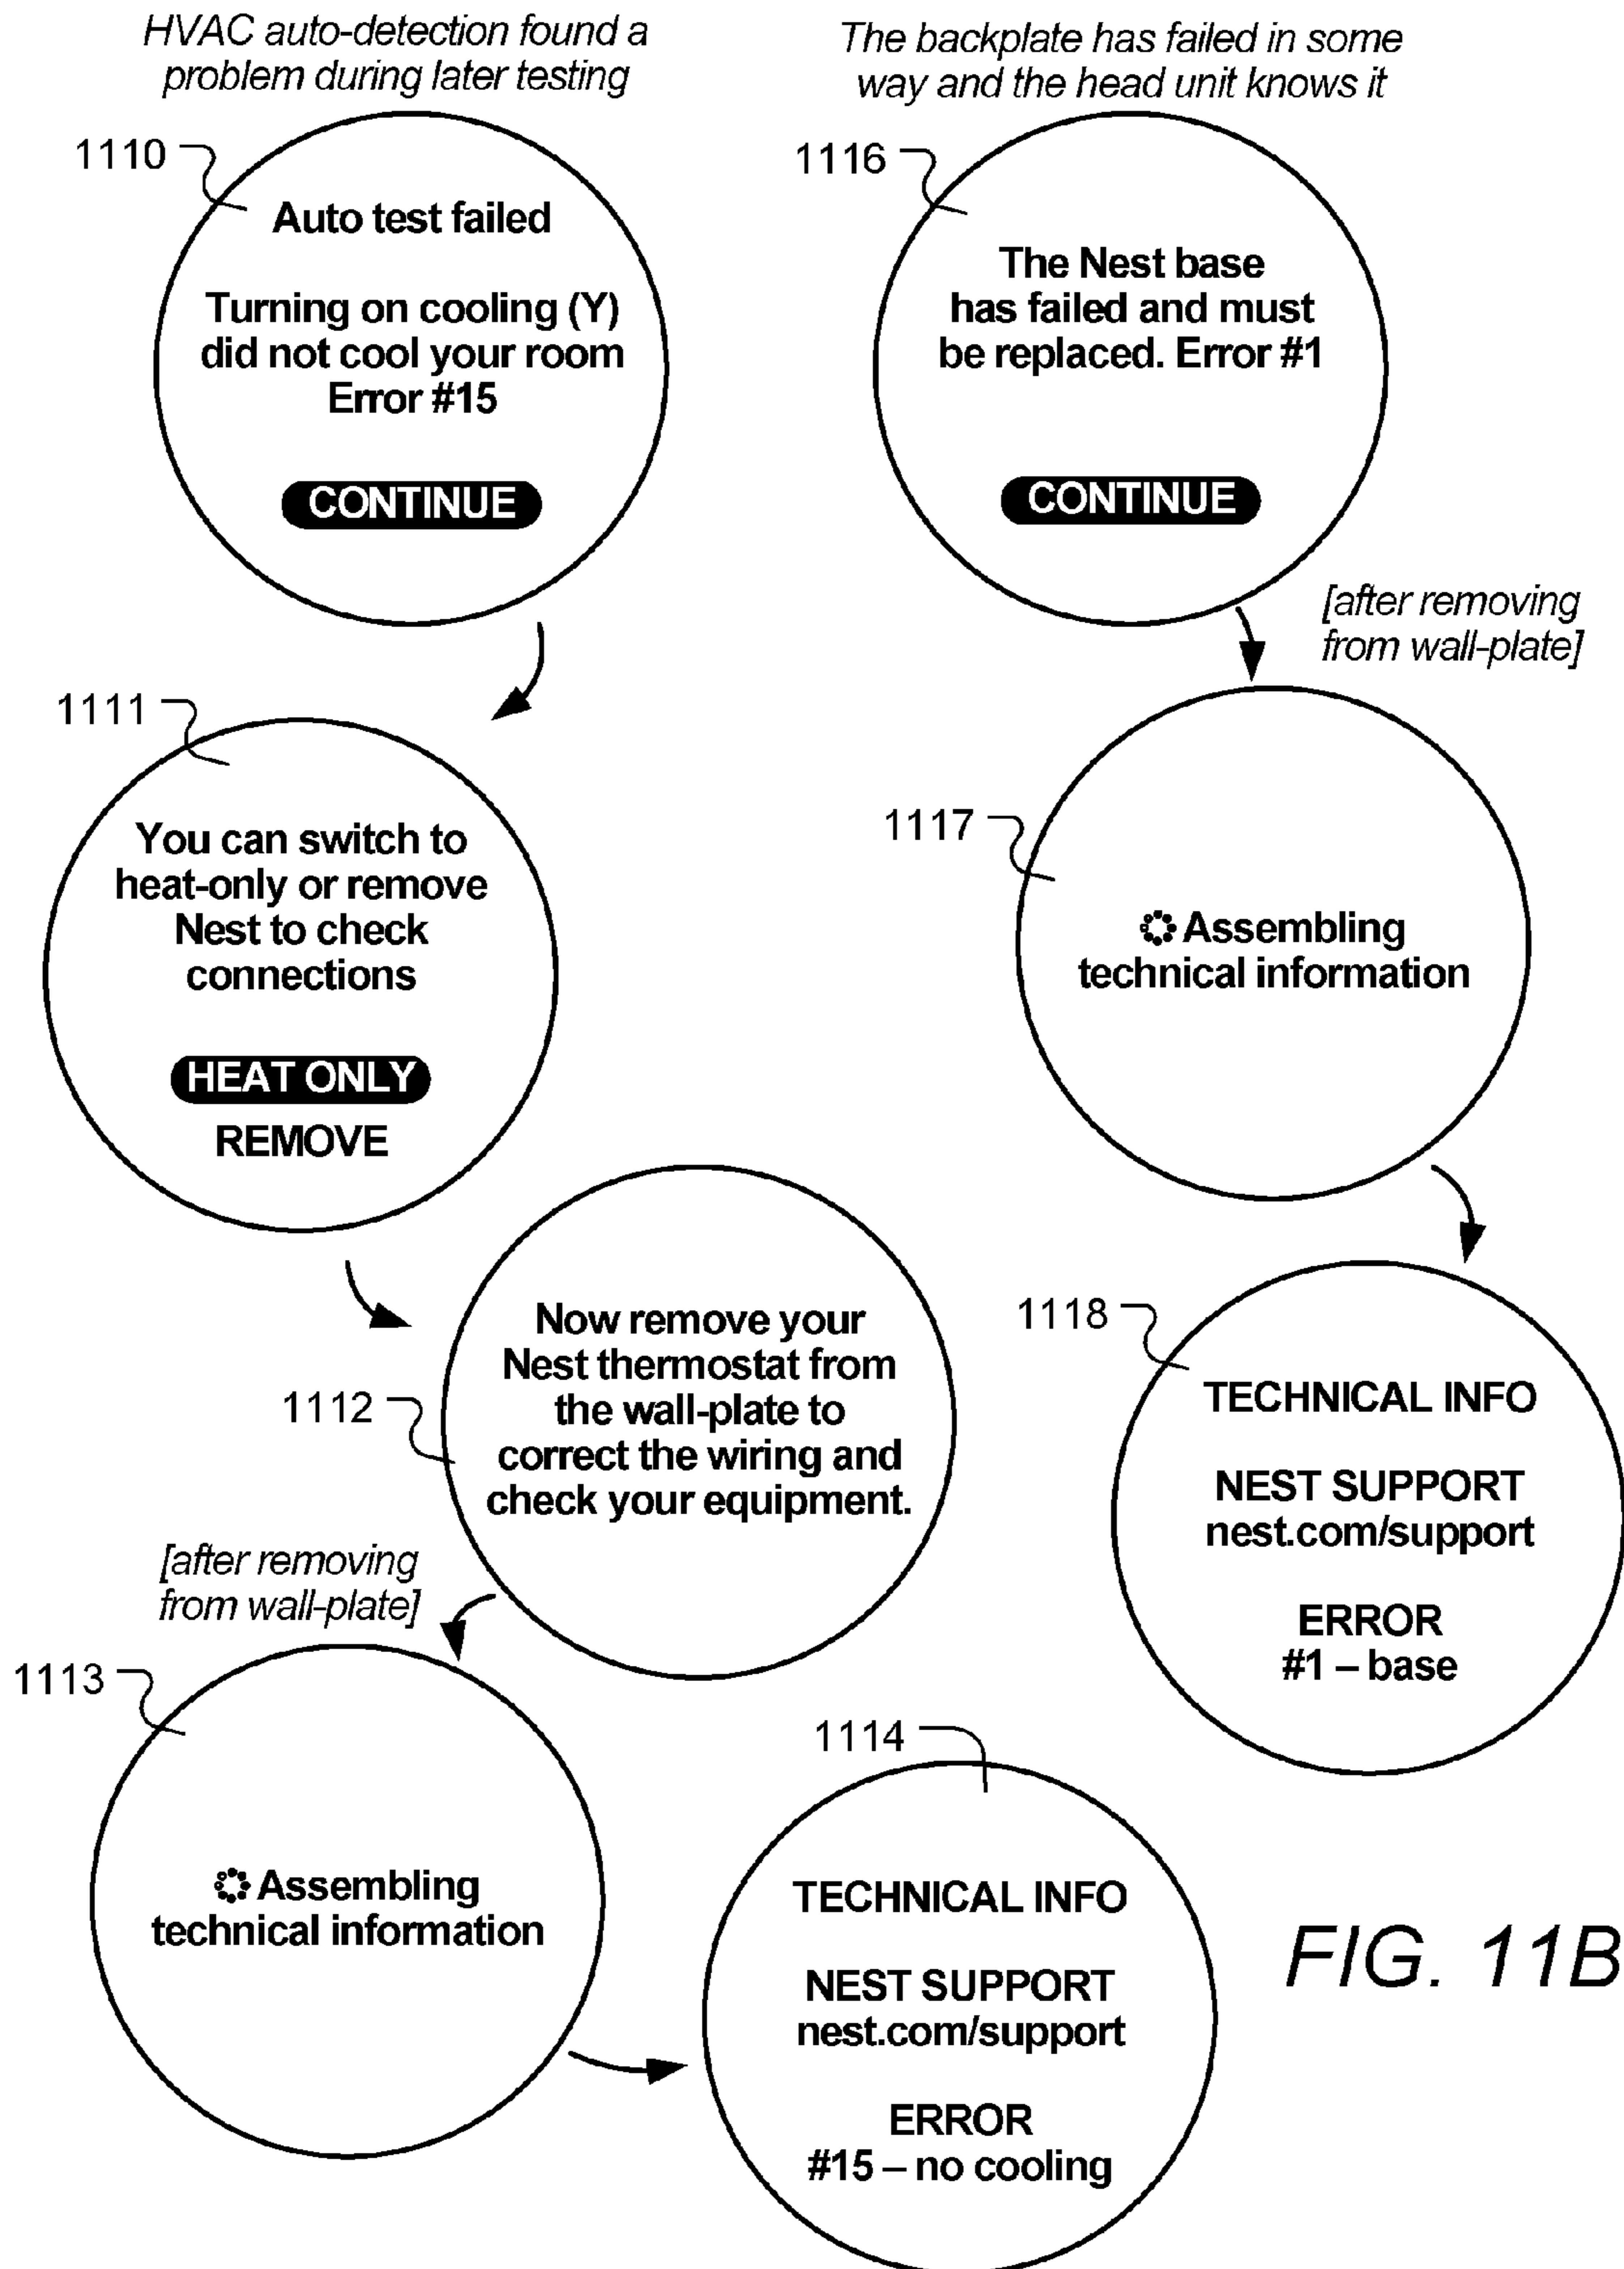 HVAC auto-detection found a
problem during later testing
1110
Auto test failed
Turning on cooling (Y)
did not cool your room
Error #15
CONTINUE
1111
You can switch to
heat-only or remove
Nest to check
connections
HEAT ONLY
REMOVE
1112
Now remove your
Nest thermostat from
the wall-plate to
correct the wiring and
check your equipment.
[after removing
from wall-plate]
1113
Assembling
technical information
1114
TECHNICAL INFO
NEST SUPPORT
nest.com/support
ERROR
#15 – no cooling
The backplate has failed in some
way and the head unit knows it
1116
The Nest base
has failed and must
be replaced. Error #1
CONTINUE
[after removing
from wall-plate]
1117
Assembling
technical information
1118
TECHNICAL INFO
NEST SUPPORT
nest.com/support
ERROR
#1 – base
FIG. 11B